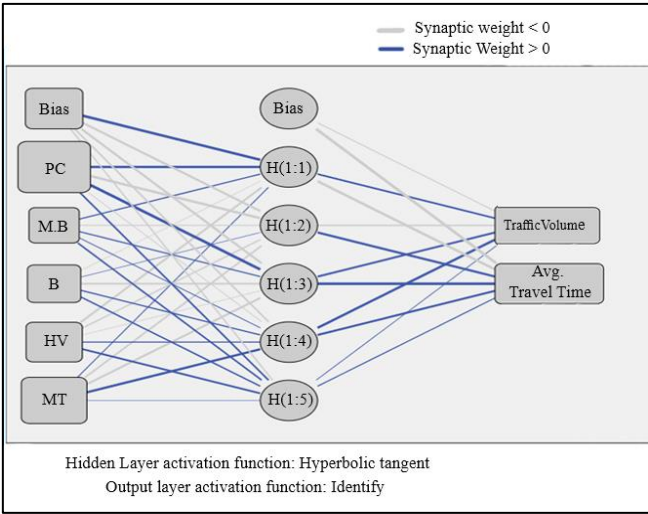 Synaptic weight < 0
Synaptic Weight > 0
Bias
Bias
PC
H(1:1)
M.B
H(1:2)
TrafficVolume
B
H(1:3)
Avg.
Travel Time
HV
H(1:4)
MT
H(1:5)
Hidden Layer activation function: Hyperbolic tangent
Output layer activation function: Identify